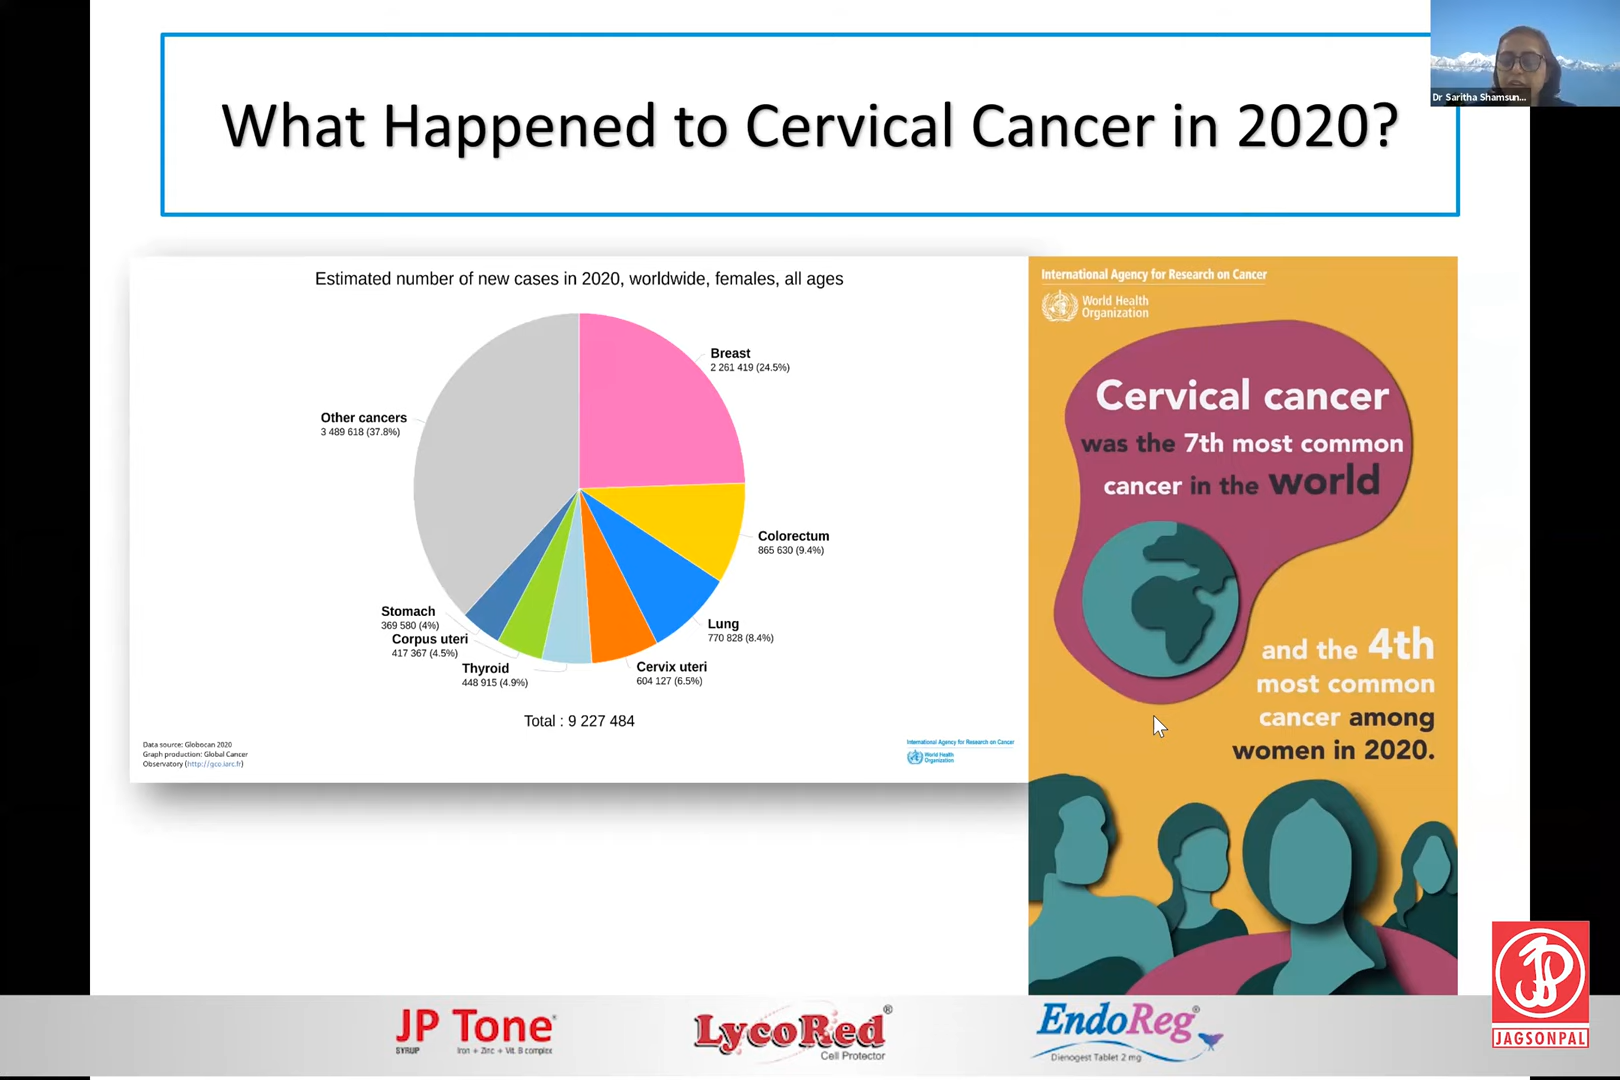 What Happened to Cervical Cancer in 2020?
Dr Saritha Shamsun...
Estimated number of new cases in 2020, worldwide, females, all ages
Breast
2 261 419 (24.5%)
Other cancers
3 489 618 (37.8%)
Colorectum
865 630 (9.4%)
Stomach
369 580 (4%)
Corpus uteri
417 367 (4.5%)
Thyroid
448 915 (4.9%)
Lung
770 828 (8.4%)
Cervix uteri
604 127 (6.5%)
Total : 9 227 484
Data source: Globocan 2020
Graph production: Global Cancer
Observatory (http://gco.iarc.fr)
International Agency for Research on Cancer
World Health
Organization
International Agency for Research on Cancer
World Health
Organization
Cervical cancer
was the 7th most common
cancer in the world
and the 4th
most common
cancer among
women in 2020.
JP Tone
SYRUP Iron + Zinc + Vit. B complex
LycoRed®
Cell Protector
EndoReg®
Dienogest Tablet 2 mg
JP
JAGSONPAL